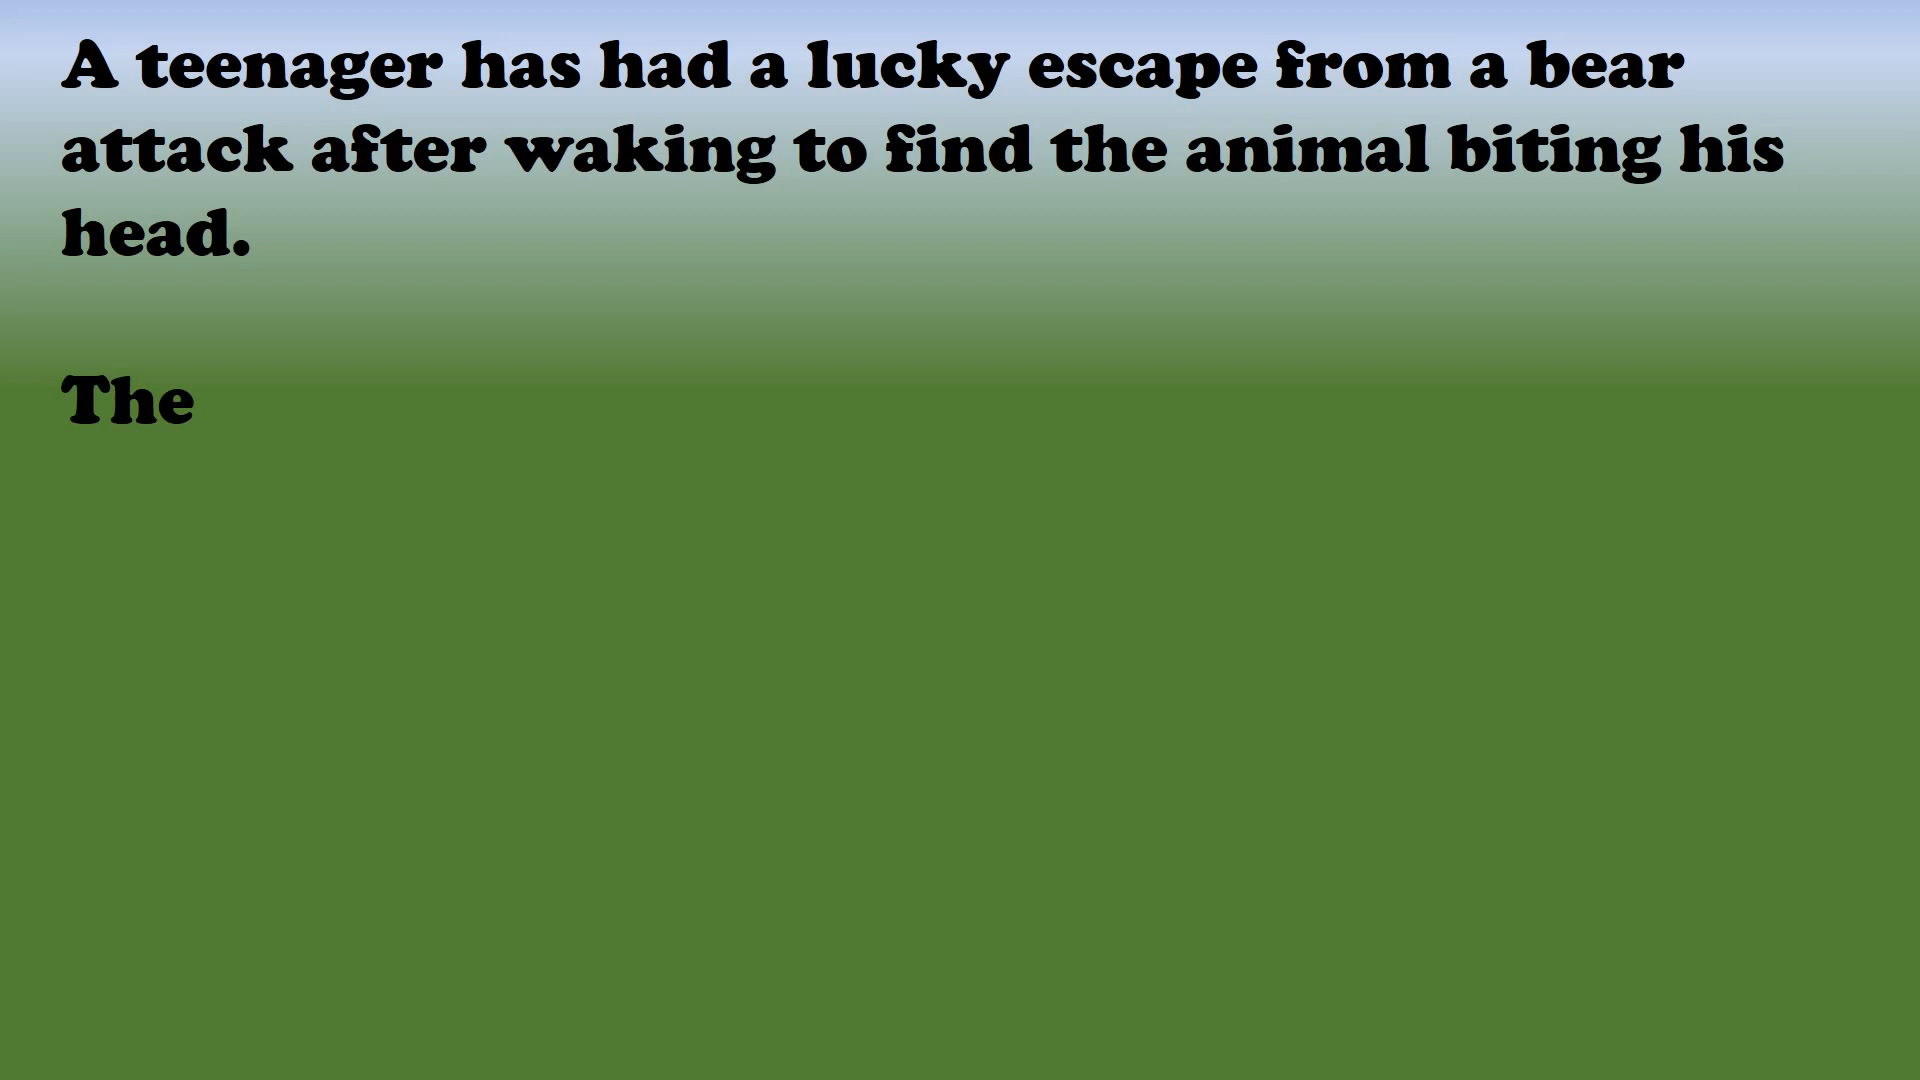 A teenager has had a lucky escape from a bear
attack after waking to find the animal biting his
head.
The